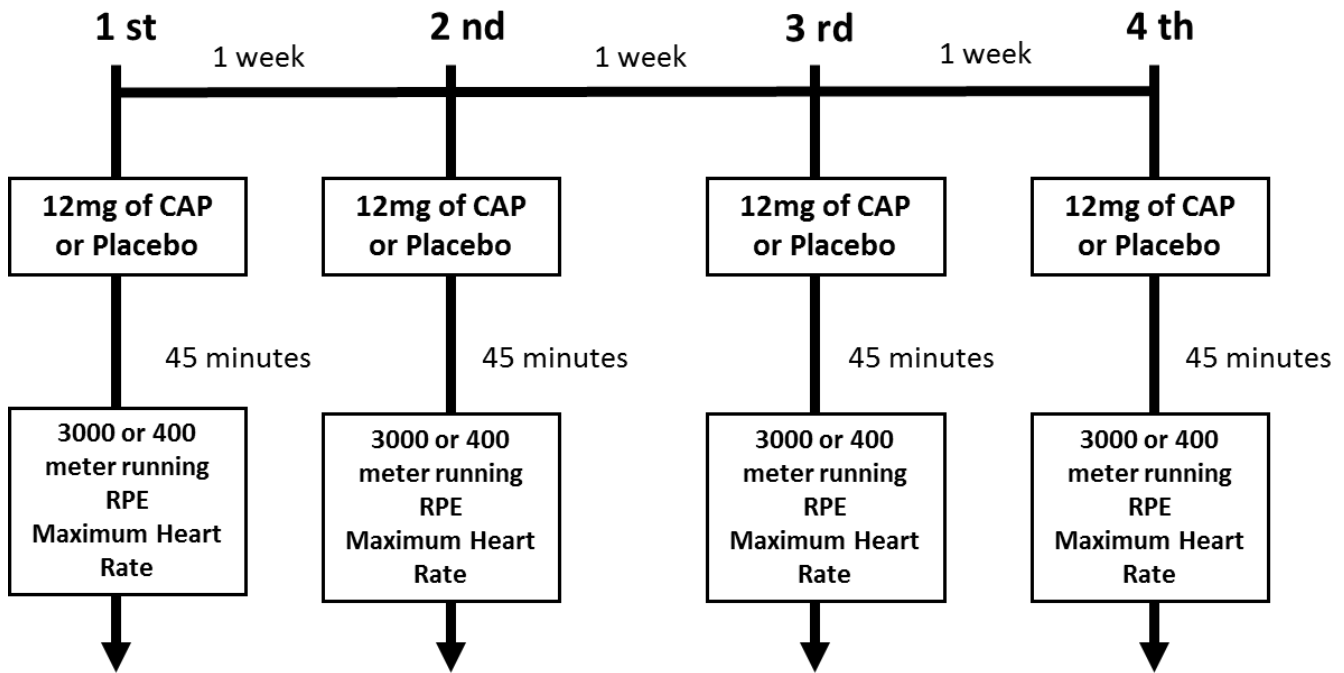 1 st
2 nd
3 rd
4 th
1 week
1 week
1 week
12mg of CAP
or Placebo
12mg of CAP
or Placebo
12mg of CAP
or Placebo
12mg of CAP
or Placebo
45 minutes
45 minutes
45 minutes
45 minutes
3000 or 400
meter running
RPE
Maximum Heart
Rate
3000 or 400
meter running
RPE
Maximum Heart
Rate
3000 or 400
meter running
RPE
Maximum Heart
Rate
3000 or 400
meter running
RPE
Maximum Heart
Rate